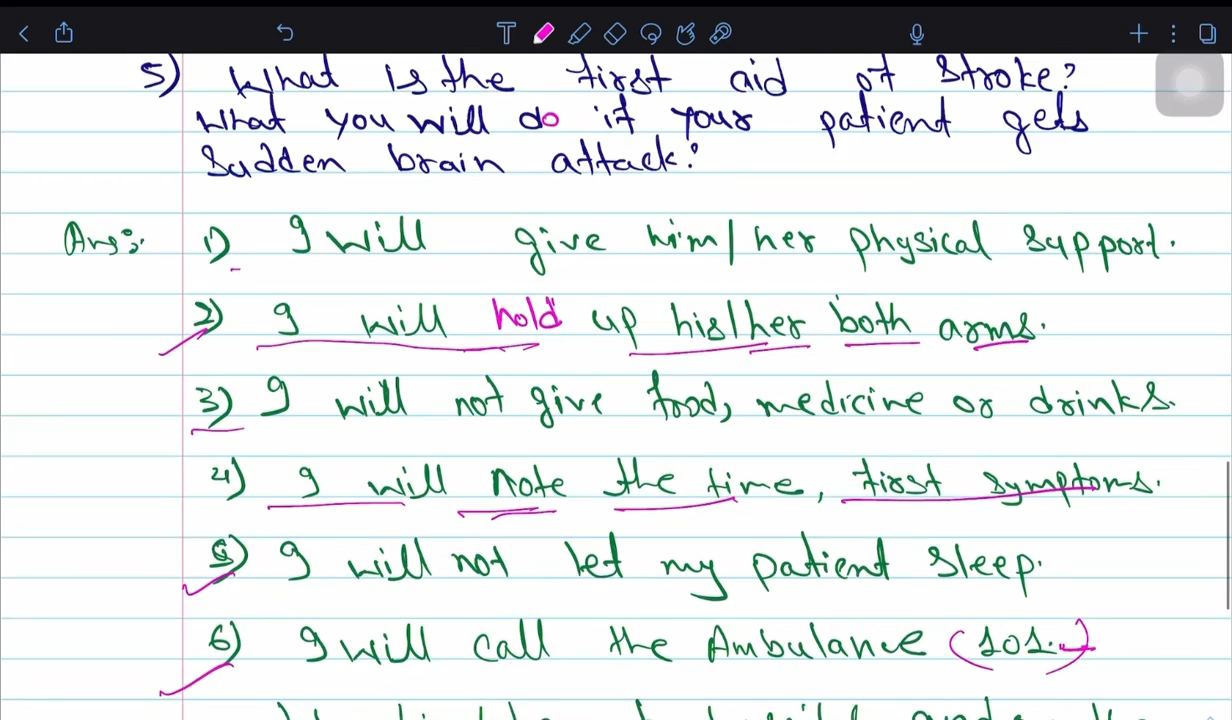 5) What is the first aid of stroke?
What you will do if your patient gets
sudden brain attack?
Ans:- 1) I will give him/her physical support.
2) I will hold up his/her both arms.
3) I will not give food, medicine or drinks.
4) I will note the time, first symptoms.
5) I will not let my patient sleep.
6) I will call the Ambulance (101.)